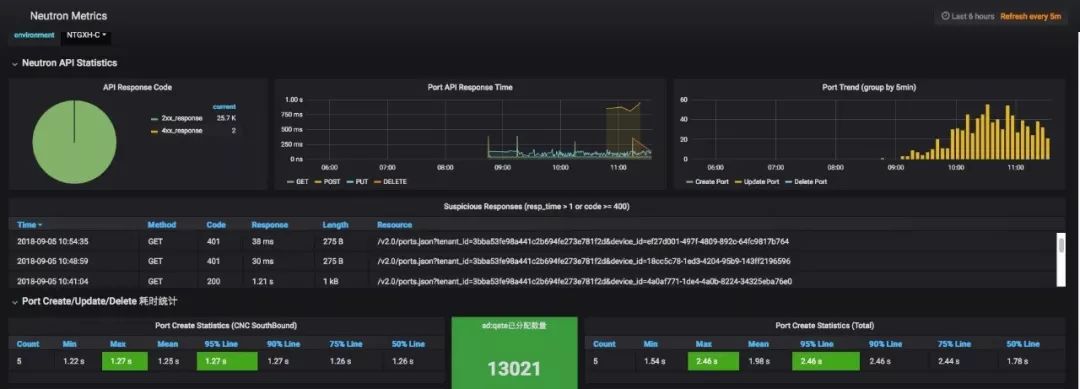 Neutron Metrics
Last 6 hours Refresh every 5m
environment NTGXH-C
Neutron API Statistics
API Response Code
current
2xx_response 25.7 K
4xx_response 2
Port API Response Time
1.00 s
750 ms
500 ms
250 ms
0 ns
06:00 07:00 08:00 09:00 10:00 11:00
GET POST PUT DELETE
Port Trend (group by 5min)
60
40
20
0
06:00 07:00 08:00 09:00 10:00 11:00
Create Port Update Port Delete Port
Suspicious Responses (resp_time > 1 or code >= 400)
Time Method Code Response Length Resource
2018-09-05 10:54:35 GET 401 38 ms 275 B /v2.0/ports.json?tenant_id=3bba53fe98a441c2b694fe273e781f2d&device_id=ef27d001-497f-4809-892c-64fc9817b764
2018-09-05 10:48:59 GET 401 30 ms 275 B /v2.0/ports.json?tenant_id=3bba53fe98a441c2b694fe273e781f2d&device_id=18cc5c78-1ed3-4204-95b9-143ff2196596
2018-09-05 10:41:04 GET 200 1.21 s 1 kB /v2.0/ports.json?tenant_id=3bba53fe98a441c2b694fe273e781f2d&device_id=4a0af771-1de4-4a0b-8224-34325eba76e0
Port Create/Update/Delete 耗时统计
Port Create Statistics (CNC SouthBound)
Count Min Max Mean 95% Line 90% Line 75% Line 50% Line
5 1.22 s 1.27 s 1.25 s 1.27 s 1.27 s 1.26 s 1.26 s
已分配数量
13021
Port Create Statistics (Total)
Count Min Max Mean 95% Line 90% Line 75% Line 50% Line
5 1.54 s 2.46 s 1.98 s 2.46 s 2.46 s 2.44 s 1.78 s